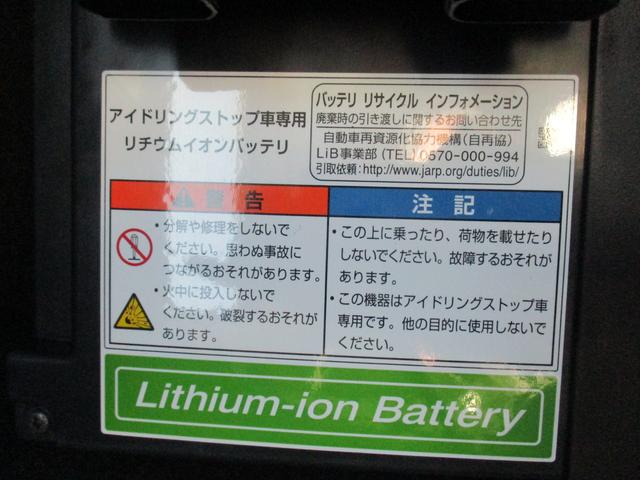 アイドリングストップ車専用
リチウムイオンバッテリ
バッテリ リサイクル インフォメーション
廃棄時の引き渡しに関するお問い合わせ先
自動車再資源化協力機構(自再協)
LiB事業部(TEL)0570-000-994
引取依頼:http://www.jarp.org/duties/lib/
警告
・分解や修理をしないで
ください。思わぬ事故に
つながるおそれがあります。
・火中に投入しないで
ください。破裂するおそれが
あります。
注記
・この上に乗ったり、荷物を載せたり
しないでください。故障するおそれが
あります。
・この機器はアイドリングストップ車
専用です。他の目的に使用しないで
ください。
Lithium-ion Battery